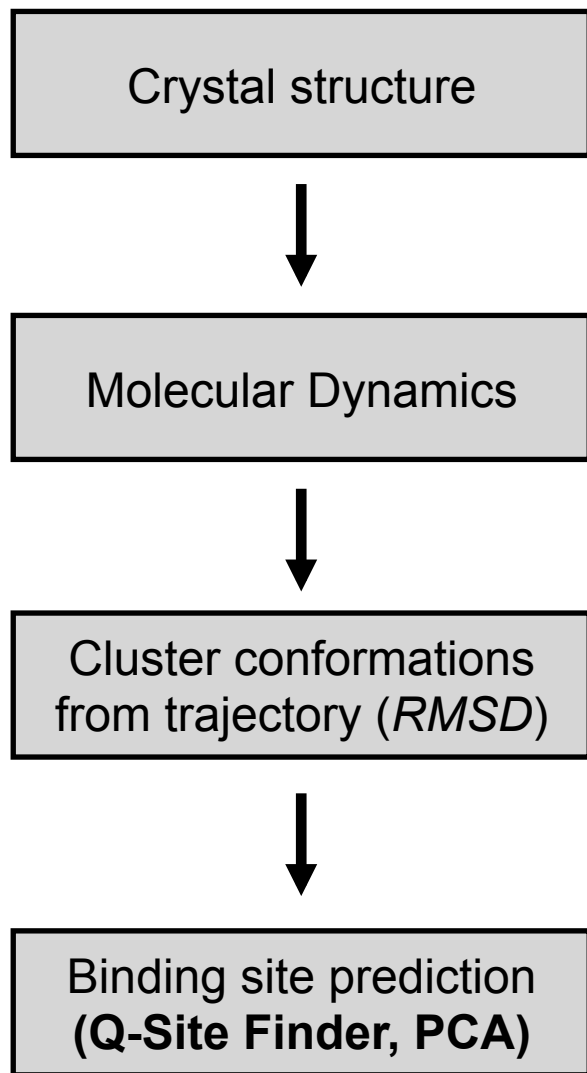 Crystal structure
Molecular Dynamics
Cluster conformations
from trajectory (RMSD)
Binding site prediction
(Q-Site Finder, PCA)